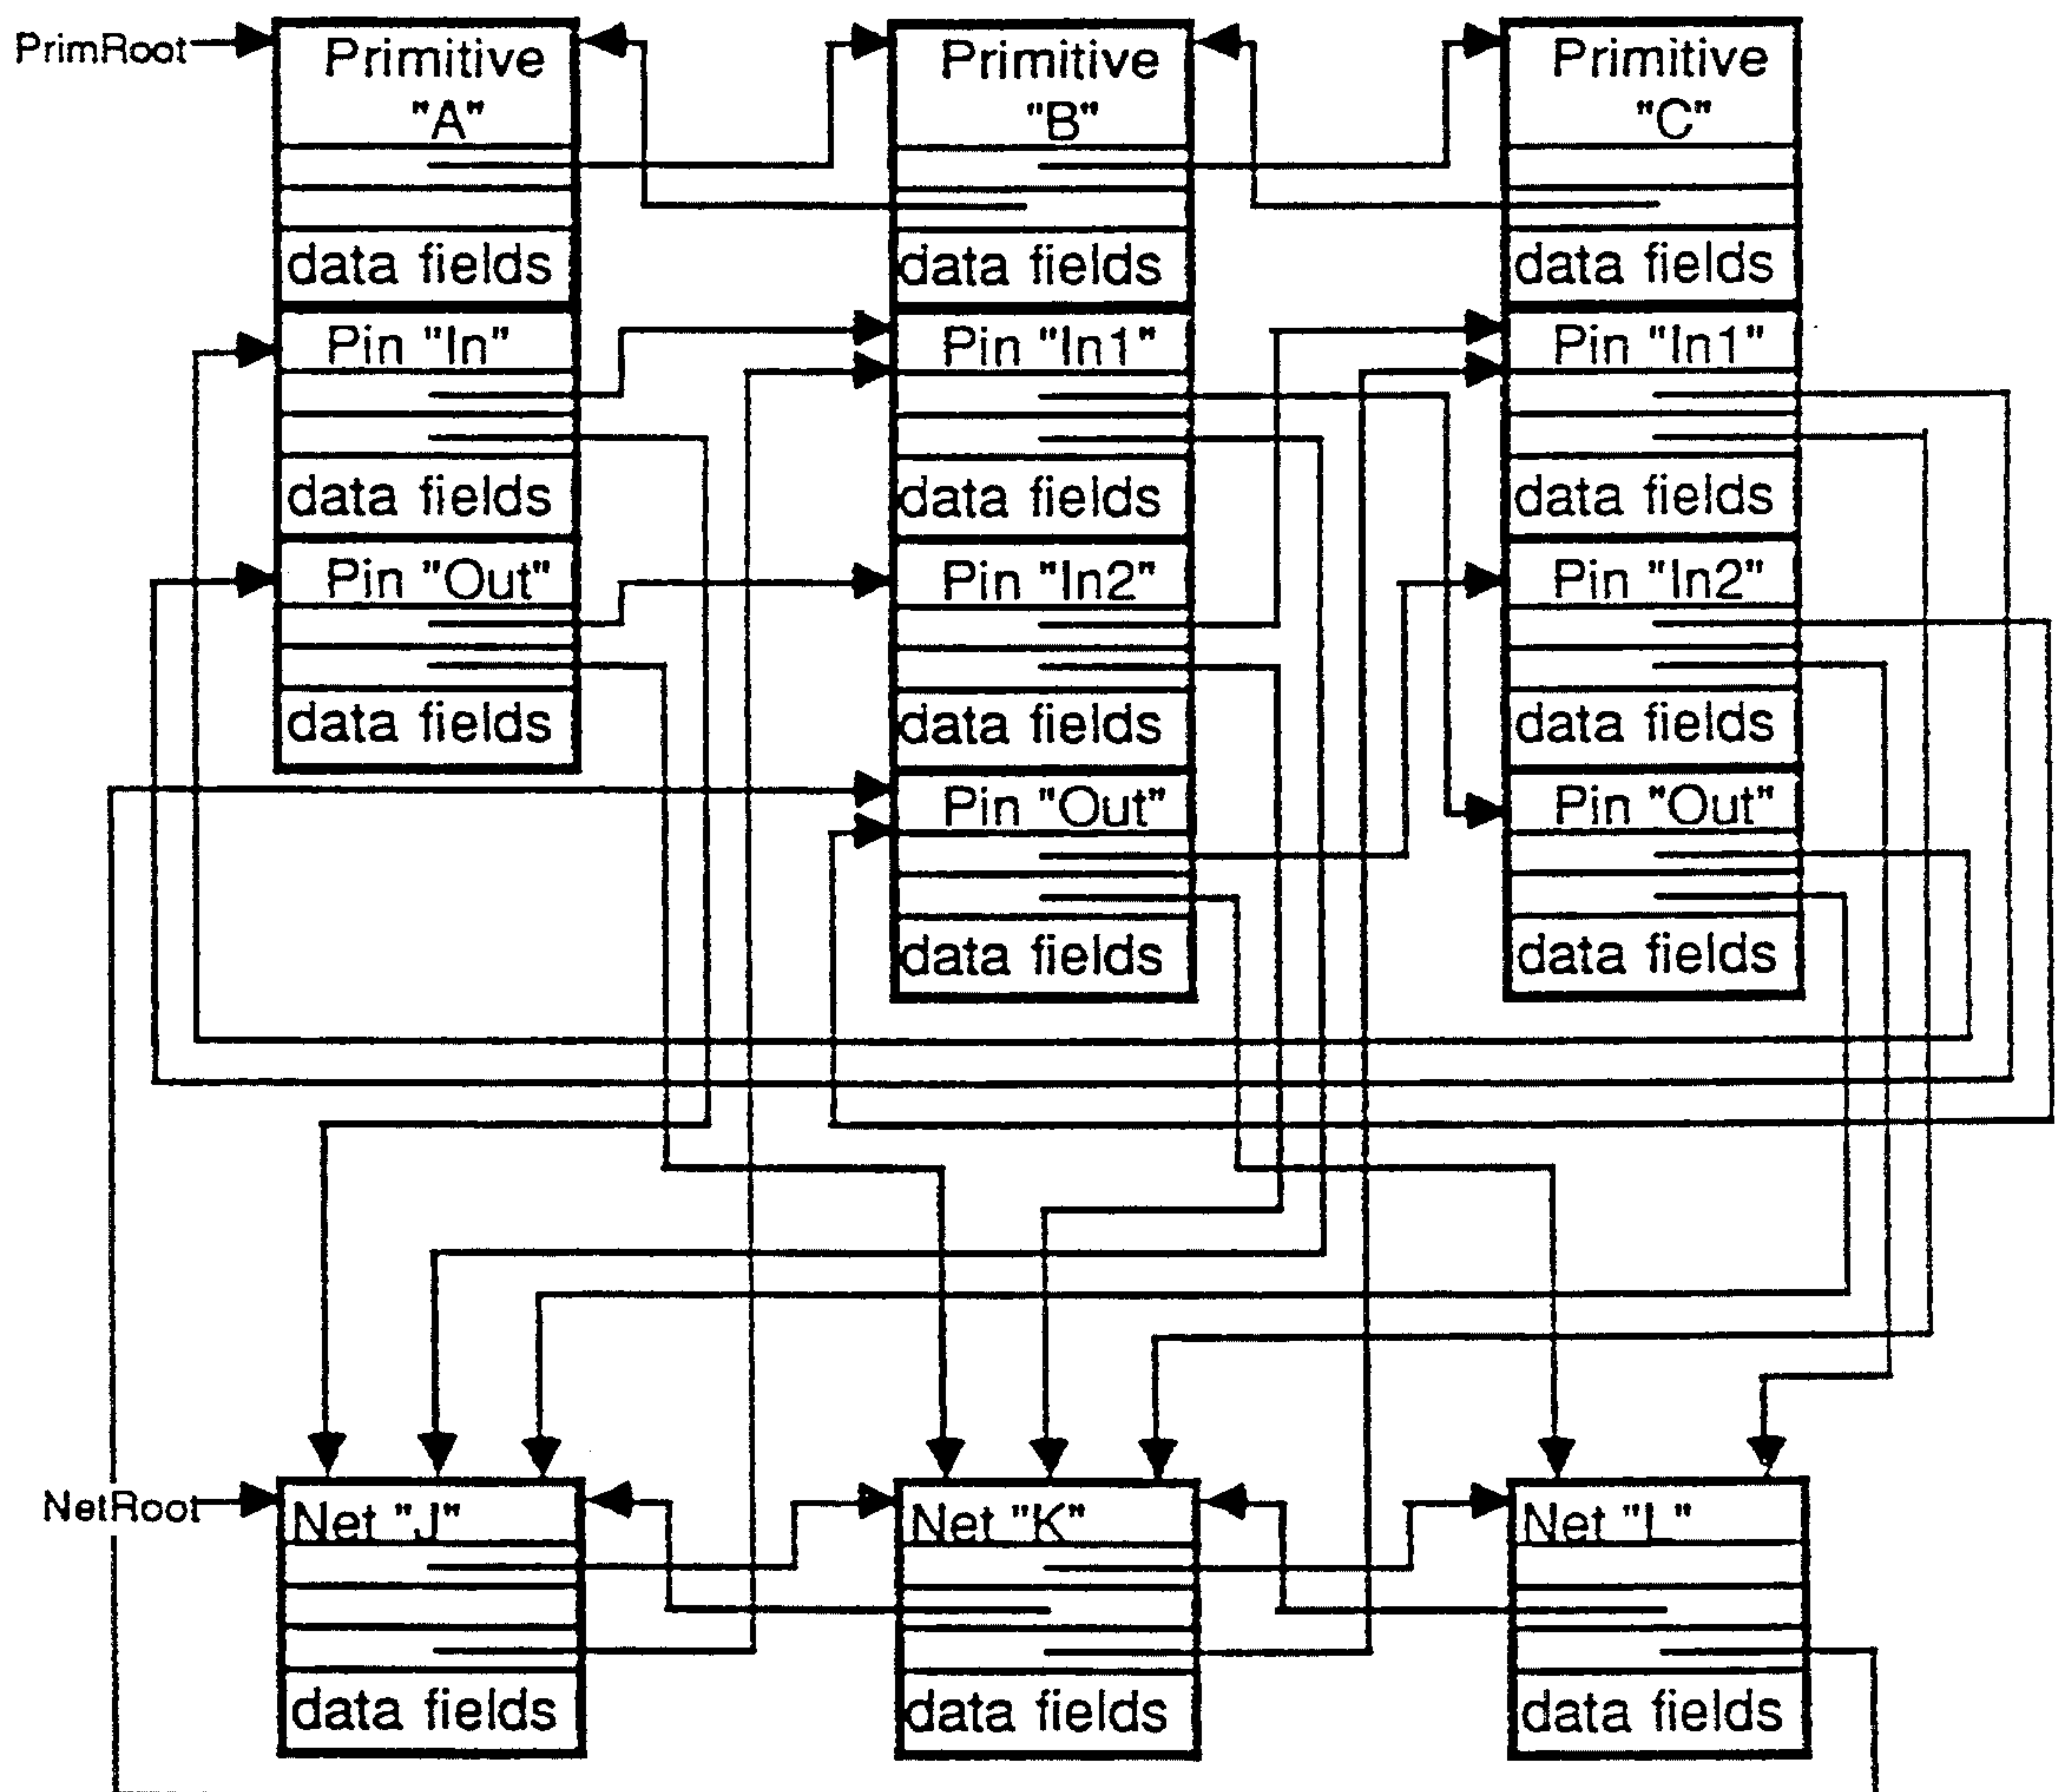 PrimRoot
Primitive
"A"
data fields
Pin "In"
data fields
Pin "Out"
data fields
Primitive
"B"
data fields
Pin "In1"
data fields
Pin "In2"
data fields
Pin "Out"
data fields
Primitive
"C"
data fields
Pin "In1"
data fields
Pin "In2"
data fields
Pin "Out"
data fields
NetRoot
Net "J"
data fields
Net "K"
data fields
Net "L"
data fields